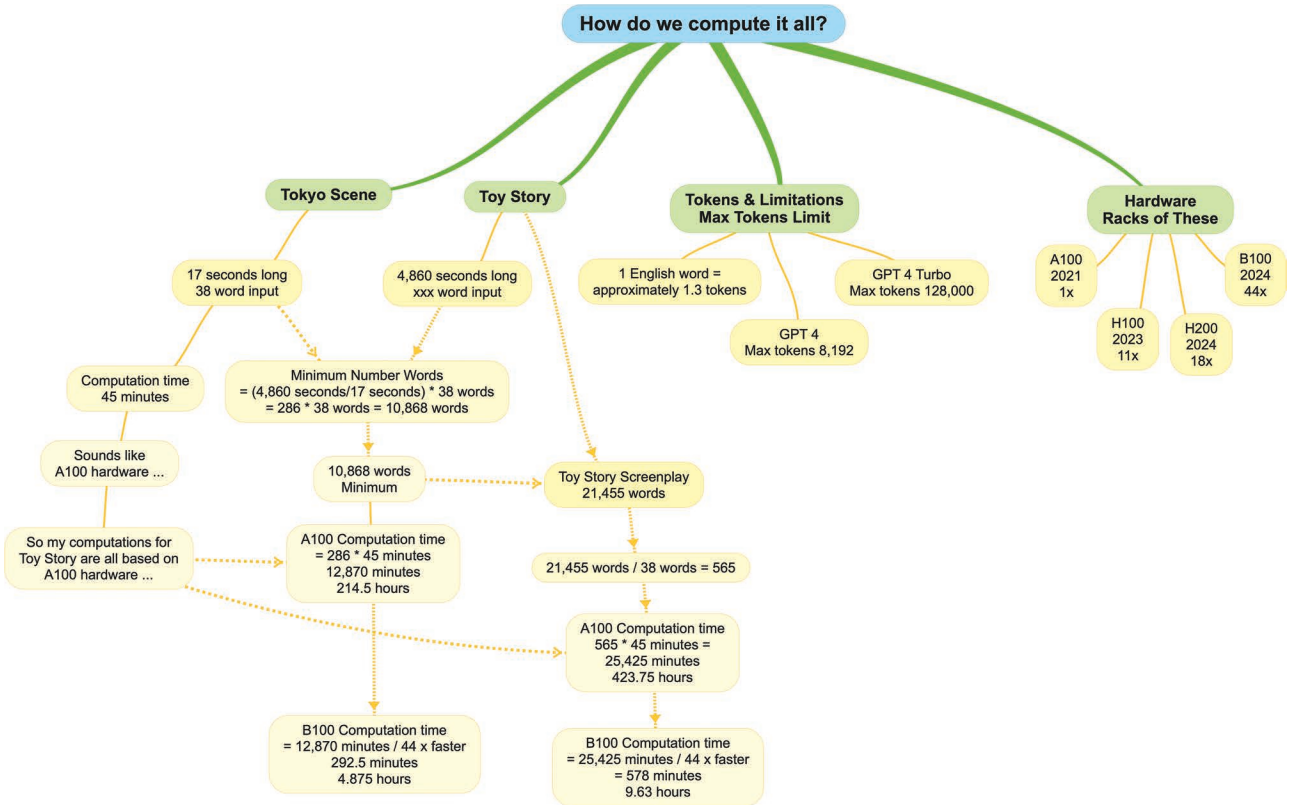 How do we compute it all?
Tokyo Scene
Toy Story
Tokens & Limitations
Max Tokens Limit
Hardware
Racks of These
17 seconds long
38 word input
4,860 seconds long
xxx word input
1 English word =
approximately 1.3 tokens
GPT 4 Turbo
Max tokens 128,000
GPT 4
Max tokens 8,192
A100
2021
1x
H100
2023
11x
H200
2024
18x
B100
2024
44x
Computation time
45 minutes
Minimum Number Words
= (4,860 seconds/17 seconds) * 38 words
= 286 * 38 words = 10,868 words
Sounds like
A100 hardware ...
10,868 words
Minimum
Toy Story Screenplay
21,455 words
So my computations for
Toy Story are all based on
A100 hardware ...
A100 Computation time
= 286 * 45 minutes
12,870 minutes
214.5 hours
21,455 words / 38 words = 565
A100 Computation time
565 * 45 minutes =
25,425 minutes
423.75 hours
B100 Computation time
= 12,870 minutes / 44 x faster
292.5 minutes
4.875 hours
B100 Computation time
= 25,425 minutes / 44 x faster
= 578 minutes
9.63 hours